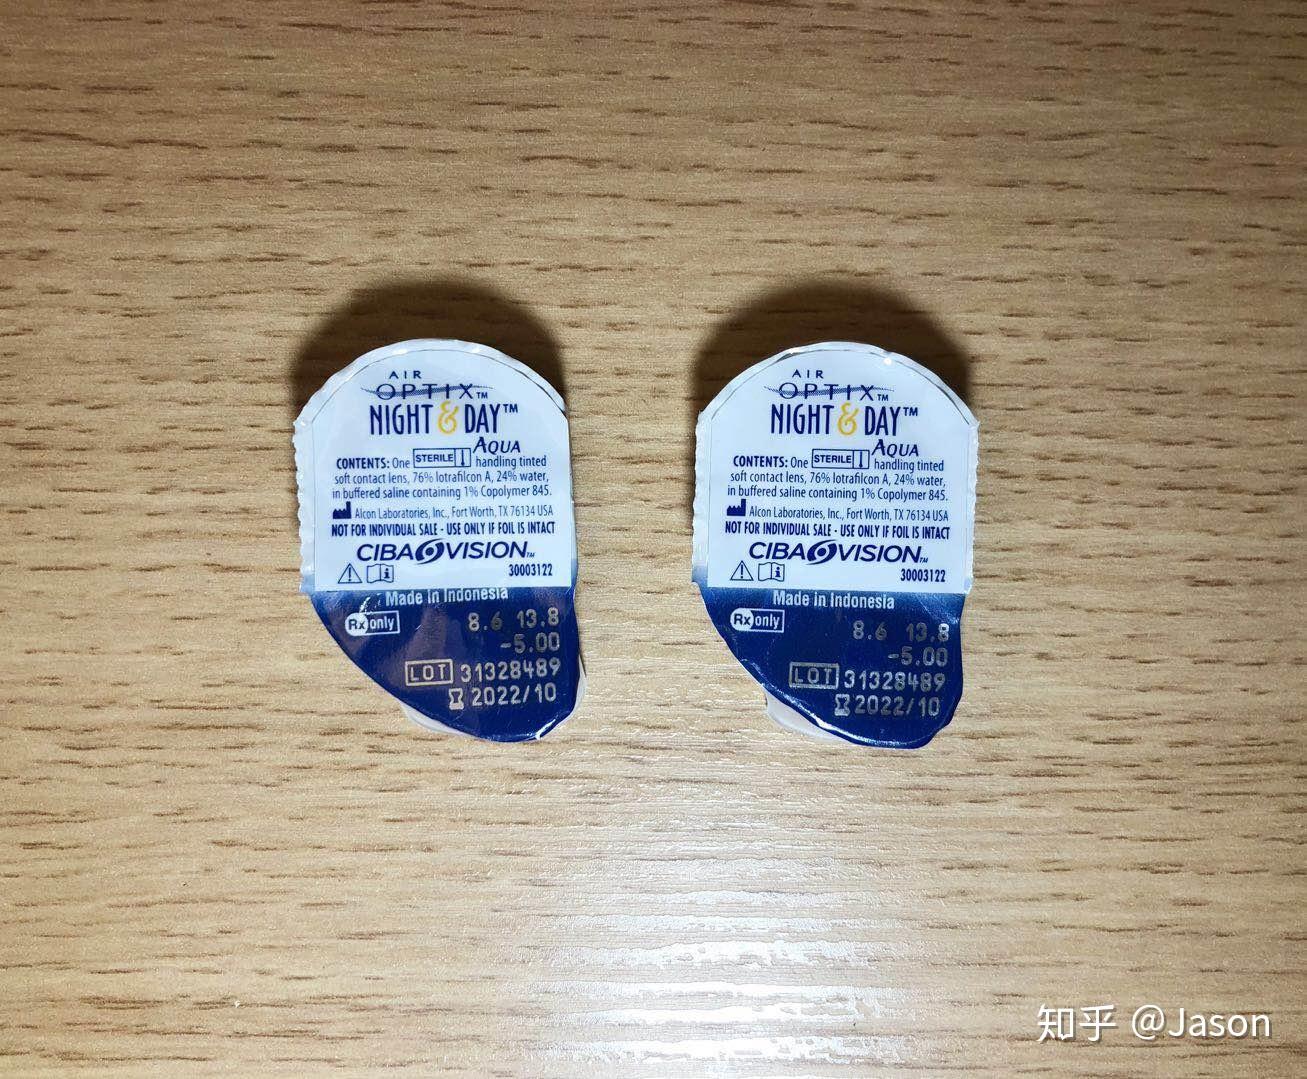 AIR
OPTIX™
NIGHT & DAY™
AQUA
CONTENTS: One STERILE handling tinted
soft contact lens, 76% lotrafilcon A, 24% water,
in buffered saline containing 1% Copolymer 845.
Alcon Laboratories, Inc., Fort Worth, TX 76134 USA
NOT FOR INDIVIDUAL SALE - USE ONLY IF FOIL IS INTACT
CIBA VISION™
30003122
Made in Indonesia
Rx only
8.6 13.8
-5.00
LOT 31328489
2022/10
AIR
OPTIX™
NIGHT & DAY™
AQUA
CONTENTS: One STERILE handling tinted
soft contact lens, 76% lotrafilcon A, 24% water,
in buffered saline containing 1% Copolymer 845.
Alcon Laboratories, Inc., Fort Worth, TX 76134 USA
NOT FOR INDIVIDUAL SALE - USE ONLY IF FOIL IS INTACT
CIBA VISION™
30003122
Made in Indonesia
Rx only
8.6 13.8
-5.00
LOT 31328489
2022/10
知乎 @Jason